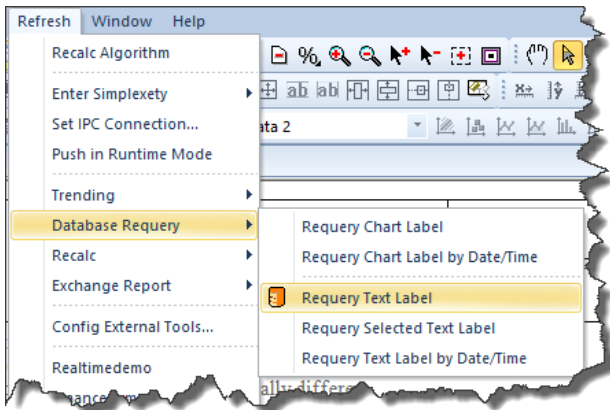 Refresh Window Help
Recalc Algorithm
Enter Simplexety
Set IPC Connection...
ata 2
Push in Runtime Mode
Trending
Database Requery
Requery Chart Label
Recalc
Requery Chart Label by Date/Time
Exchange Report
Requery Text Label
Config External Tools...
Requery Selected Text Label
Realtimedemo
Requery Text Label by Date/Time
ally differe